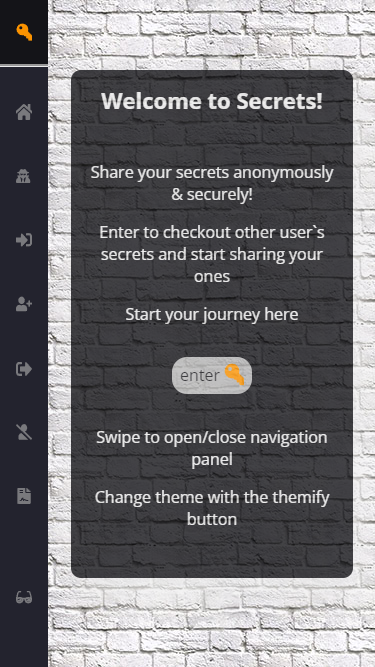 Welcome to Secrets!
Share your secrets anonymously
& securely!
Enter to checkout other user`s
secrets and start sharing your
ones
Start your journey here
enter
Swipe to open/close navigation
panel
Change theme with the themify
button